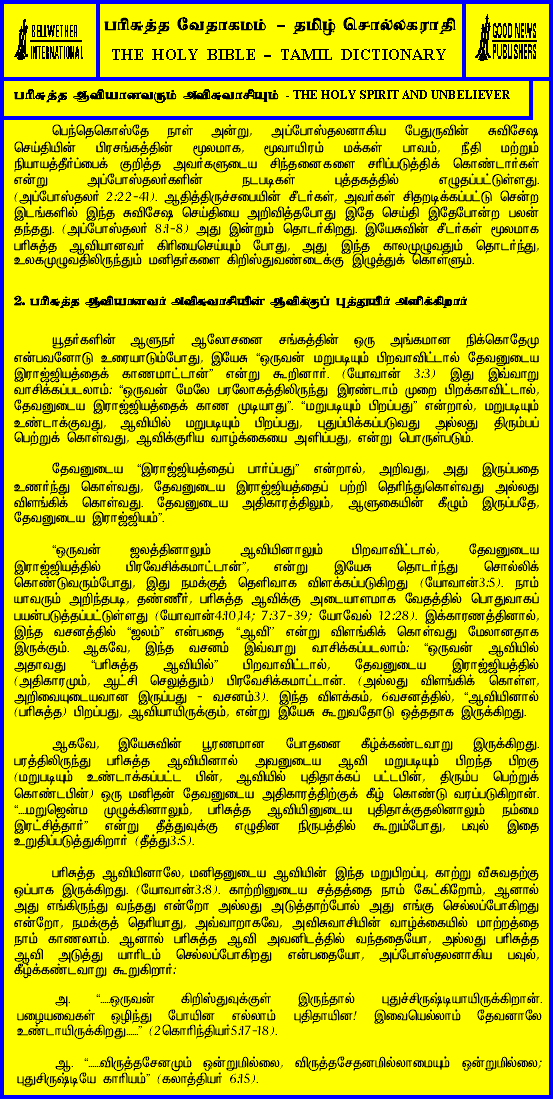 BELLWETHER
INTERNATIONAL
பரிசுத்த வேதாகமம் – தமிழ் சொல்லகராதி
THE HOLY BIBLE – TAMIL DICTIONARY
GOOD NEWS
PUBLISHERS
பரிசுத்த ஆவியானவரும் அவிசுவாசியும் - THE HOLY SPIRIT AND UNBELIEVER
பெந்தெகொஸ்தே நாள் அன்று, அப்போஸ்தலனாகிய பேதுருவின் சுவிசேஷ
செய்தியின் பிரசங்கத்தின் மூலமாக, மூவாயிரம் மக்கள் பாவம், நீதி மற்றும்
நியாயத்தீர்ப்பைக் குறித்த அவர்களுடைய சிந்தனைகளை சரிப்படுத்திக் கொண்டார்கள்
என்று அப்போஸ்தலர்களின் நடபடிகள் புத்தகத்தில் எழுதப்பட்டுள்ளது.
(அப்போஸ்தலர் 2:22-41). ஆதித்திருச்சபையின் சீடர்கள், அவர்கள் சிதறடிக்கப்பட்டு சென்ற
இடங்களில் இந்த சுவிசேஷ செய்தியை அறிவித்தபோது இதே செய்தி இதேபோன்ற பலன்
தந்தது. (அப்போஸ்தலர் 8:1-8) அது இன்றும் தொடர்கிறது. இயேசுவின் சீடர்கள் மூலமாக
பரிசுத்த ஆவியானவர் கிரியைசெய்யும் போது, அது இந்த காலமுழுவதும் தொடர்ந்து,
உலகமுழுவதிலிருந்தும் மனிதர்களை கிறிஸ்துவண்டைக்கு இழுத்துக் கொள்ளும்.
2. பரிசுத்த ஆவியானவர் அவிசுவாசியின் ஆவிக்குப் புத்துயிர் அளிக்கிறார்
யூதர்களின் ஆளுநர் ஆலோசனை சங்கத்தின் ஒரு அங்கமான நிக்கொதேமு
என்பவனோடு உரையாடும்போது, இயேசு “ஒருவன் மறுபடியும் பிறவாவிட்டால் தேவனுடைய
இராஜ்ஜியத்தைக் காணமாட்டான்” என்று கூறினார். (யோவான் 3:3) இது இவ்வாறு
வாசிக்கப்படலாம்: “ஒருவன் மேலே பரலோகத்திலிருந்து இரண்டாம் முறை பிறக்காவிட்டால்,
தேவனுடைய இராஜ்ஜியத்தைக் காண முடியாது”. “மறுபடியும் பிறப்பது” என்றால், மறுபடியும்
உண்டாக்குவது, ஆவியில் மறுபடியும் பிறப்பது, புதுப்பிக்கப்படுவது அல்லது திரும்பப்
பெற்றுக் கொள்வது, ஆவிக்குரிய வாழ்க்கையை அளிப்பது, என்று பொருள்படும்.
தேவனுடைய “இராஜ்ஜியத்தைப் பார்ப்பது” என்றால், அறிவது, அது இருப்பதை
உணர்ந்து கொள்வது, தேவனுடைய இராஜ்ஜியத்தைப் பற்றி தெரிந்துகொள்வது அல்லது
விளங்கிக் கொள்வது. தேவனுடைய அதிகாரத்திலும், ஆளுகையின் கீழும் இருப்பதே,
தேவனுடைய இராஜ்ஜியம்”.
“ஒருவன் ஜலத்தினாலும் ஆவியினாலும் பிறவாவிட்டால், தேவனுடைய
இராஜ்ஜியத்தில் பிரவேசிக்கமாட்டான்”, என்று இயேசு தொடர்ந்து சொல்லிக்
கொண்டுவரும்போது, இது நமக்குத் தெளிவாக விளக்கப்படுகிறது (யோவான்3:5). நாம்
யாவரும் அறிந்தபடி, தண்ணீர், பரிசுத்த ஆவிக்கு அடையாளமாக வேதத்தில் பொதுவாகப்
பயன்படுத்தப்பட்டுள்ளது (யோவான்4:10,14; 7:37-39; யோவேல் 12:28). இக்காரணத்தினால்,
இந்த வசனத்தில் “ஜலம்” என்பதை “ஆவி” என்று விளங்கிக் கொள்வது மேலானதாக
இருக்கும். ஆகவே, இந்த வசனம் இவ்வாறு வாசிக்கப்படலாம்: “ஒருவன் ஆவியில்
அதாவது “பரிசுத்த ஆவியில்” பிறவாவிட்டால், தேவனுடைய இராஜ்ஜியத்தில்
(அதிகாரமும், ஆட்சி செலுத்தும்) பிரவேசிக்கமாட்டான். (அல்லது விளங்கிக் கொள்ள,
அறிவையுடையவான இருப்பது - வசனம்3). இந்த விளக்கம், 6வசனத்தில், “ஆவியினால்
(பரிசுத்த) பிறப்பது, ஆவியாயிருக்கும், என்று இயேசு கூறுவதோடு ஒத்ததாக இருக்கிறது.
ஆகவே, இயேசுவின் பூரணமான போதனை கீழ்க்கண்டவாறு இருக்கிறது.
பரத்திலிருந்து பரிசுத்த ஆவியினால் அவனுடைய ஆவி மறுபடியும் பிறந்த பிறகு
(மறுபடியும் உண்டாக்கப்பட்ட பின், ஆவியில் புதிதாக்கப் பட்டபின், திரும்ப பெற்றுக்
கொண்டபின்) ஒரு மனிதன் தேவனுடைய அதிகாரத்திற்குக் கீழ் கொண்டு வரப்படுகிறான்.
“...மறுஜென்ம முழுக்கினாலும், பரிசுத்த ஆவியினுடைய புதிதாக்குதலினாலும் நம்மை
இரட்சித்தார்” என்று தீத்துவுக்கு எழுதின நிருபத்தில் கூறும்போது, பவுல் இதை
உறுதிப்படுத்துகிறார் (தீத்து3:5).
பரிசுத்த ஆவியினாலே, மனிதனுடைய ஆவியின் இந்த மறுபிறப்பு, காற்று வீசுவதற்கு
ஒப்பாக இருக்கிறது. (யோவான்3:8). காற்றினுடைய சத்தத்தை நாம் கேட்கிறோம், ஆனால்
அது எங்கிருந்து வந்தது என்றோ அல்லது அடுத்தாற்போல் அது எங்கு செல்லப்போகிறது
என்றோ, நமக்குத் தெரியாது, அவ்வாறாகவே, அவிசுவாசியின் வாழ்க்கையில் மாற்றத்தை
நாம் காணலாம். ஆனால் பரிசுத்த ஆவி அவனிடத்தில் வந்ததையோ, அல்லது பரிசுத்த
ஆவி அடுத்து யாரிடம் செல்லப்போகிறது என்பதையோ, அப்போஸ்தலனாகிய பவுல்,
கீழ்க்கண்டவாறு கூறுகிறார்:
அ. “.....ஒருவன் கிறிஸ்துவுக்குள் இருந்தால் புதுச்சிருஷ்டியாயிருக்கிறான்.
பழையவைகள் ஒழிந்து போயின எல்லாம் புதிதாயின! இவையெல்லாம் தேவனாலே
உண்டாயிருக்கிறது......” (2கொரிந்தியர்5:17-18).
ஆ. “.....விருத்தசேனமும் ஒன்றுமில்லை, விருத்தசேதனமில்லாமையும் ஒன்றுமில்லை;
புதுசிருஷ்டியே காரியம்” (கலாத்தியர் 6:15).